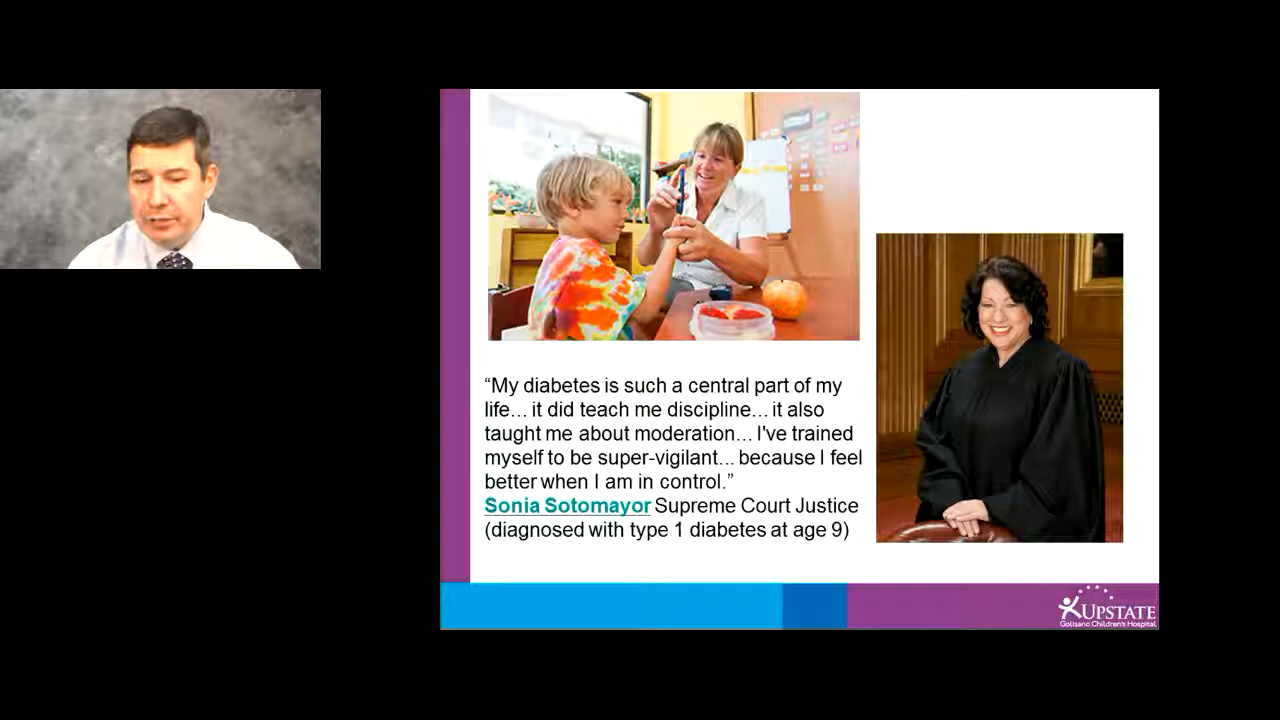 “My diabetes is such a central part of my
life... it did teach me discipline... it also
taught me about moderation... I've trained
myself to be super-vigilant... because I feel
better when I am in control.”
Sonia Sotomayor Supreme Court Justice
(diagnosed with type 1 diabetes at age 9)
UPSTATE
Golisano Children's Hospital